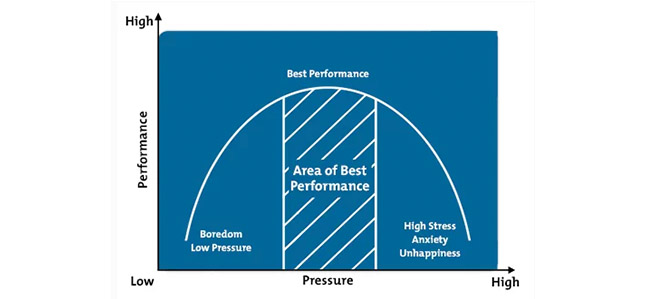 High
Best Performance
Performance
Area of Best
Performance
Boredom
Low Pressure
High Stress
Anxiety
Unhappiness
Low
Pressure
High